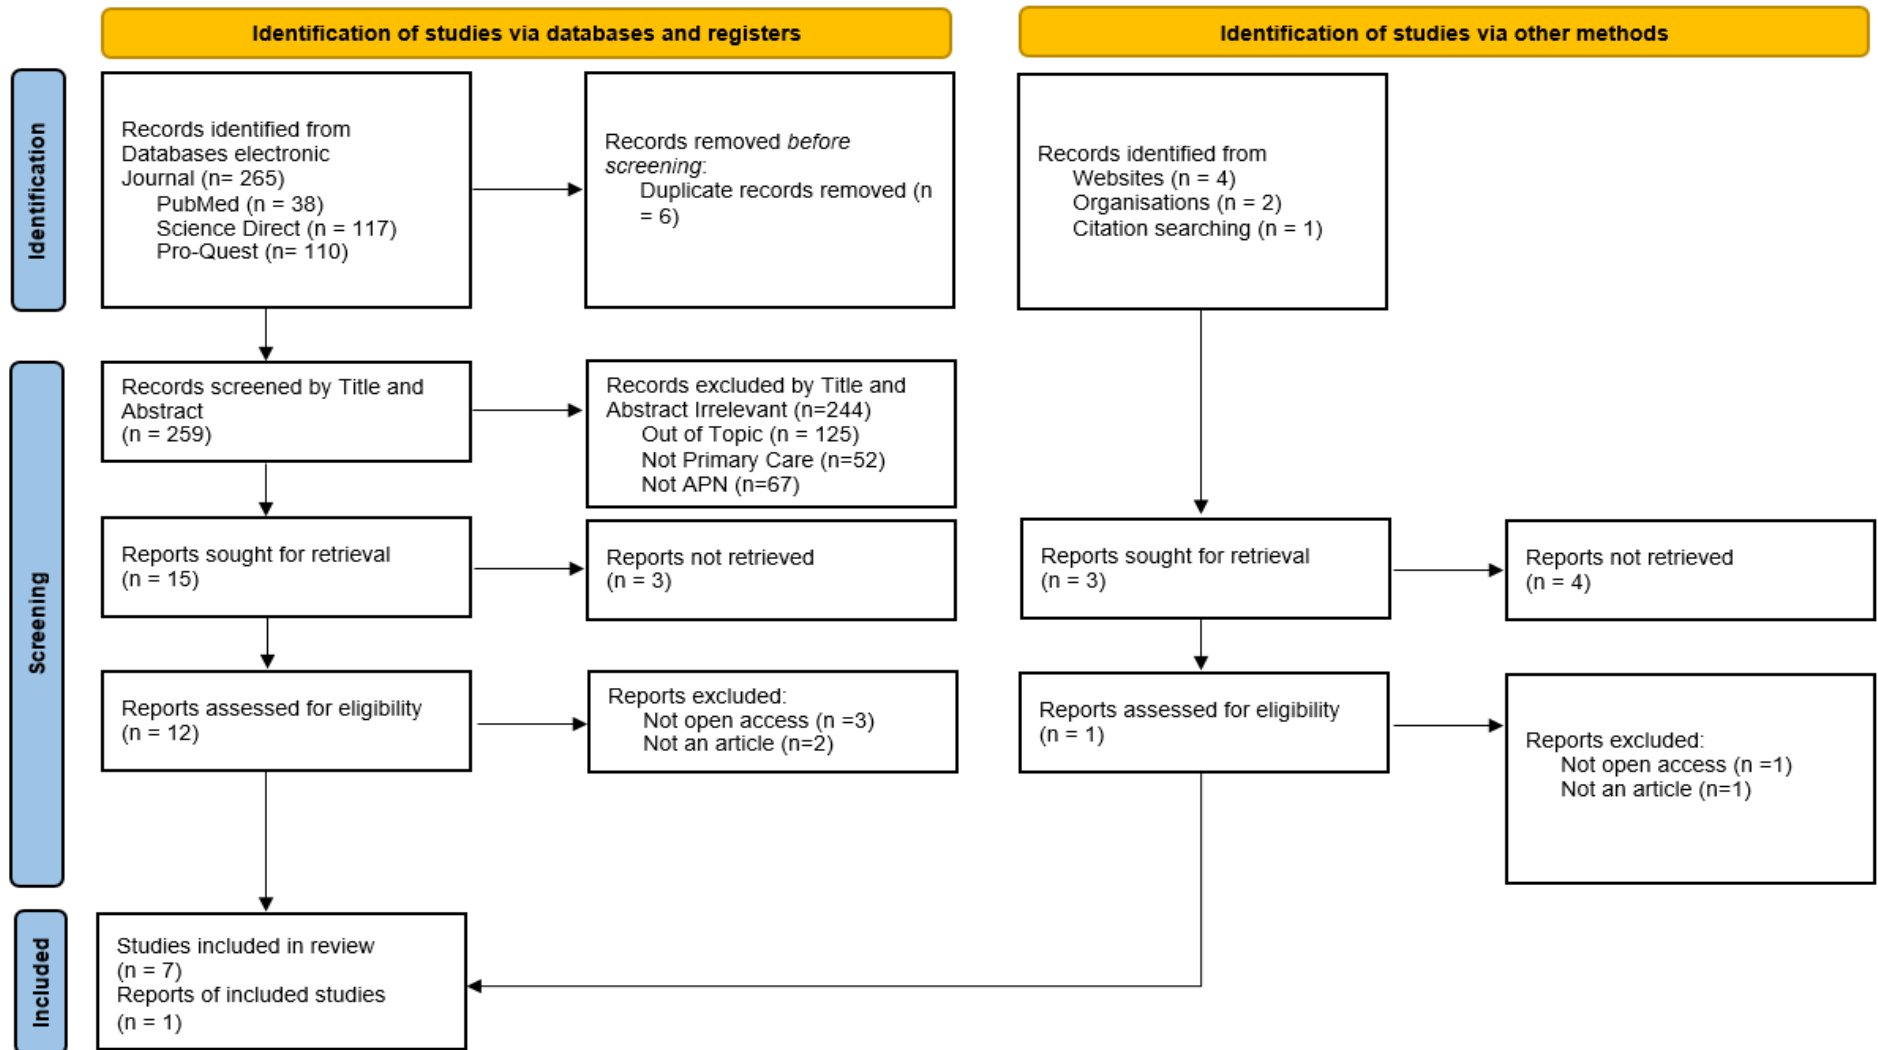 Identification of studies via databases and registers
Identification of studies via other methods
Identification
Records identified from
Databases electronic
Journal (n= 265)
PubMed (n = 38)
Science Direct (n = 117)
Pro-Quest (n= 110)
Records removed before
screening:
Duplicate records removed (n
= 6)
Records identified from
Websites (n = 4)
Organisations (n = 2)
Citation searching (n = 1)
Screening
Records screened by Title and
Abstract
(n = 259)
Records excluded by Title and
Abstract Irrelevant (n=244)
Out of Topic (n = 125)
Not Primary Care (n=52)
Not APN (n=67)
Reports sought for retrieval
(n = 15)
Reports not retrieved
(n = 3)
Reports sought for retrieval
(n = 3)
Reports not retrieved
(n = 4)
Reports assessed for eligibility
(n = 12)
Reports excluded:
Not open access (n =3)
Not an article (n=2)
Reports assessed for eligibility
(n = 1)
Reports excluded:
Not open access (n =1)
Not an article (n=1)
Included
Studies included in review
(n = 7)
Reports of included studies
(n = 1)